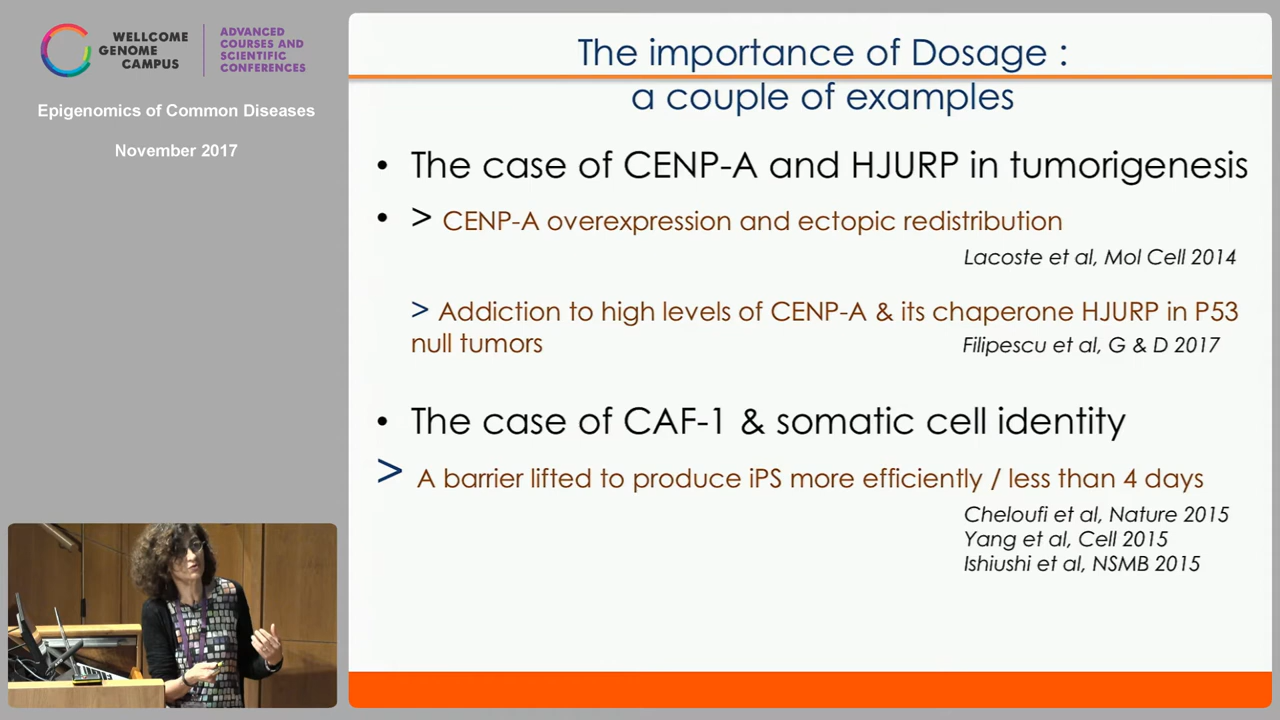 WELLCOME
GENOME
CAMPUS
ADVANCED
COURSES AND
SCIENTIFIC
CONFERENCES
Epigenomics of Common Diseases
November 2017
The importance of Dosage :
a couple of examples
• The case of CENP-A and HJURP in tumorigenesis
• > CENP-A overexpression and ectopic redistribution
Lacoste et al, Mol Cell 2014
> Addiction to high levels of CENP-A & its chaperone HJURP in P53
null tumors
Filipescu et al, G & D 2017
• The case of CAF-1 & somatic cell identity
> A barrier lifted to produce iPS more efficiently / less than 4 days
Cheloufi et al, Nature 2015
Yang et al, Cell 2015
Ishiushi et al, NSMB 2015